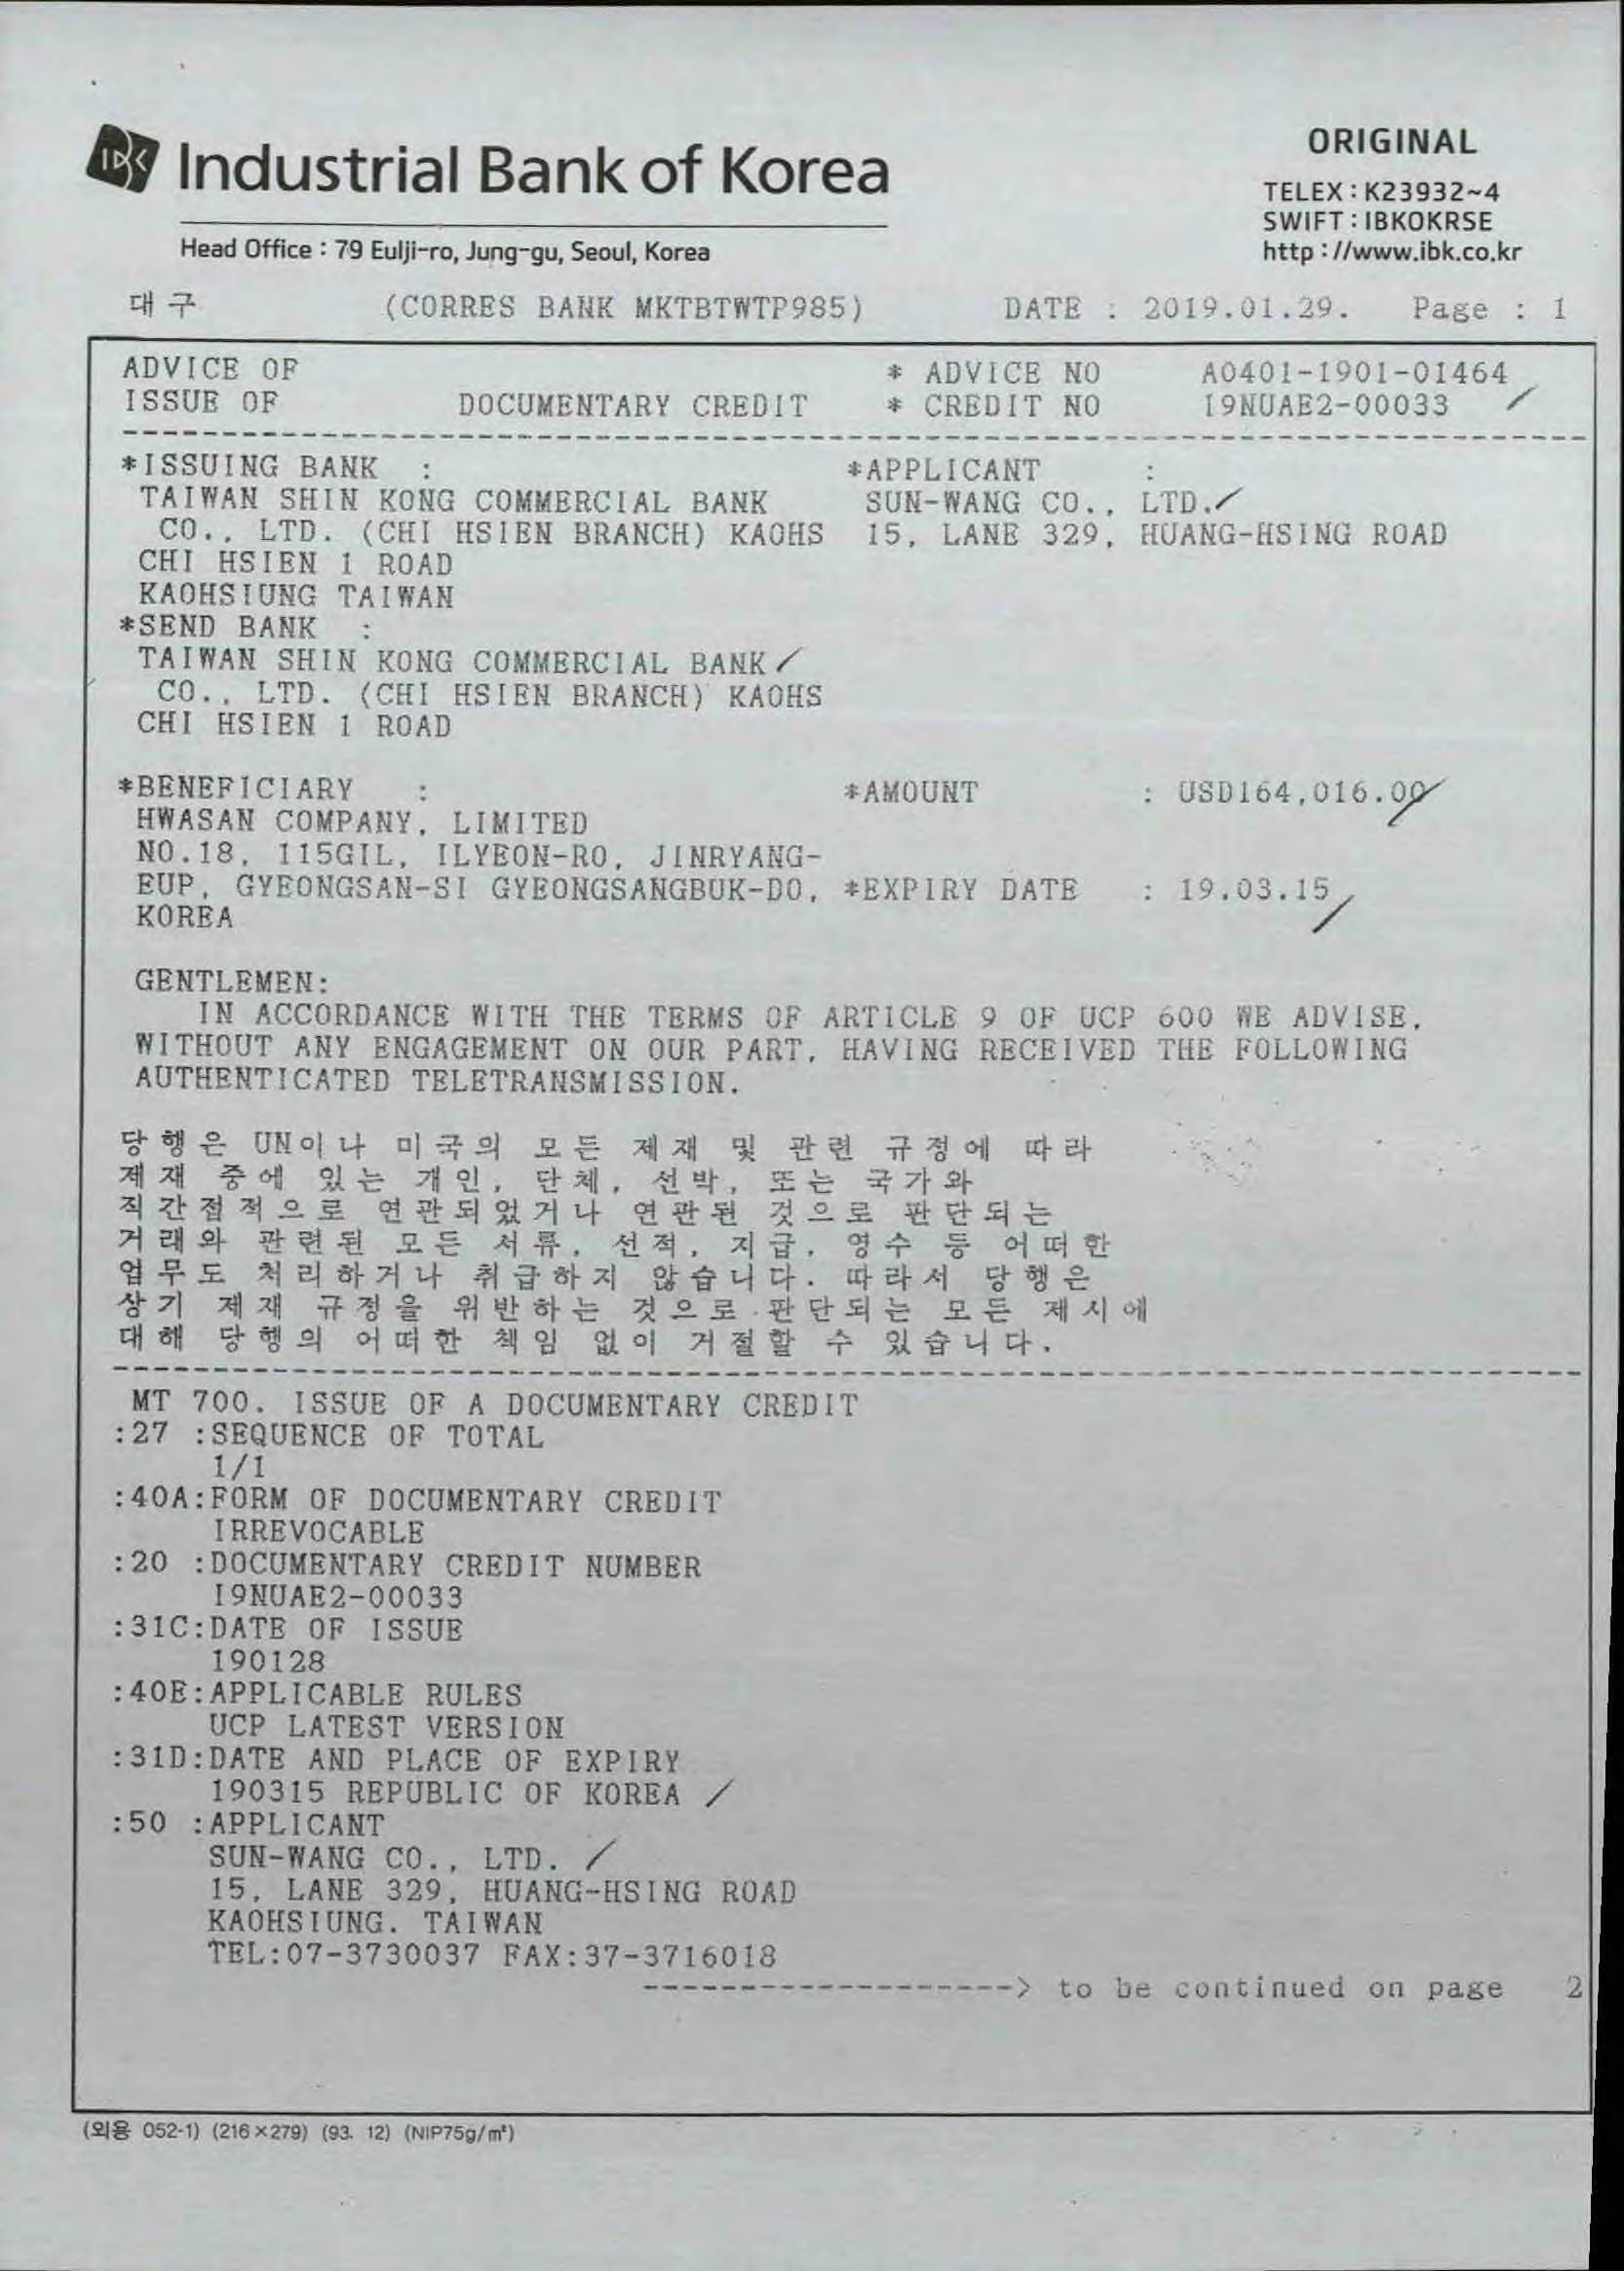 IBK Industrial Bank of Korea
ORIGINAL
TELEX : K23932~4
SWIFT : IBKOKRSE
http://www.ibk.co.kr
Head Office : 79 Eulji-ro, Jung-gu, Seoul, Korea
대구 (CORRES BANK MKTBTWTP985) DATE : 2019.01.29. Page : 1
ADVICE OF * ADVICE NO A0401-1901-01464
ISSUE OF DOCUMENTARY CREDIT * CREDIT NO I9NUAE2-00033
*ISSUING BANK : *APPLICANT :
TAIWAN SHIN KONG COMMERCIAL BANK SUN-WANG CO., LTD.
CO., LTD. (CHI HSIEN BRANCH) KAOHS 15, LANE 329, HUANG-HSING ROAD
CHI HSIEN 1 ROAD
KAOHSIUNG TAIWAN
*SEND BANK :
TAIWAN SHIN KONG COMMERCIAL BANK
CO., LTD. (CHI HSIEN BRANCH) KAOHS
CHI HSIEN 1 ROAD
*BENEFICIARY : *AMOUNT : USD164,016.00
HWASAN COMPANY, LIMITED
NO.18, 115GIL, ILYEON-RO, JINRYANG-
EUP, GYEONGSAN-SI GYEONGSANGBUK-DO, *EXPIRY DATE : 19.03.15
KOREA
GENTLEMEN:
IN ACCORDANCE WITH THE TERMS OF ARTICLE 9 OF UCP 600 WE ADVISE,
WITHOUT ANY ENGAGEMENT ON OUR PART, HAVING RECEIVED THE FOLLOWING
AUTHENTICATED TELETRANSMISSION.
당행은 UN이나 미국의 모든 제재 및 관련 규정에 따라
제재 중에 있는 개인, 단체, 선박, 또는 국가와
직간접적으로 연관되었거나 연관된 것으로 판단되는
거래와 관련된 모든 서류, 선적, 지급, 영수 등 어떠한
업무도 처리하거나 취급하지 않습니다. 따라서 당행은
상기 제재 규정을 위반하는 것으로 판단되는 모든 제시에
대해 당행의 어떠한 책임 없이 거절할 수 있습니다.
MT 700. ISSUE OF A DOCUMENTARY CREDIT
:27 :SEQUENCE OF TOTAL
1/1
:40A:FORM OF DOCUMENTARY CREDIT
IRREVOCABLE
:20 :DOCUMENTARY CREDIT NUMBER
I9NUAE2-00033
:31C:DATE OF ISSUE
190128
:40E:APPLICABLE RULES
UCP LATEST VERSION
:31D:DATE AND PLACE OF EXPIRY
190315 REPUBLIC OF KOREA
:50 :APPLICANT
SUN-WANG CO., LTD.
15, LANE 329, HUANG-HSING ROAD
KAOHSIUNG. TAIWAN
TEL:07-3730037 FAX:37-3716018
-------------------> to be continued on page 2
(외용 052-1) (216×279) (93. 12) (NIP75g/㎡)